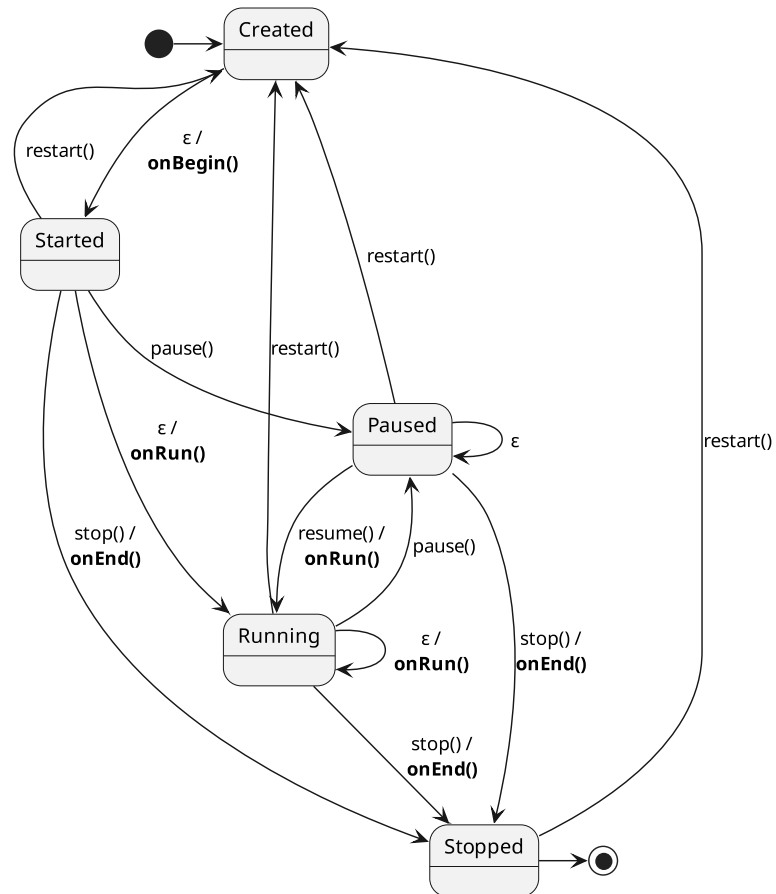 Created
ε /
onBegin()
restart()
Started
restart()
pause()
restart()
Paused
ε /
onRun()
ε
restart()
stop() /
onEnd()
resume() /
onRun()
pause()
Running
ε /
onRun()
stop() /
onEnd()
stop() /
onEnd()
Stopped